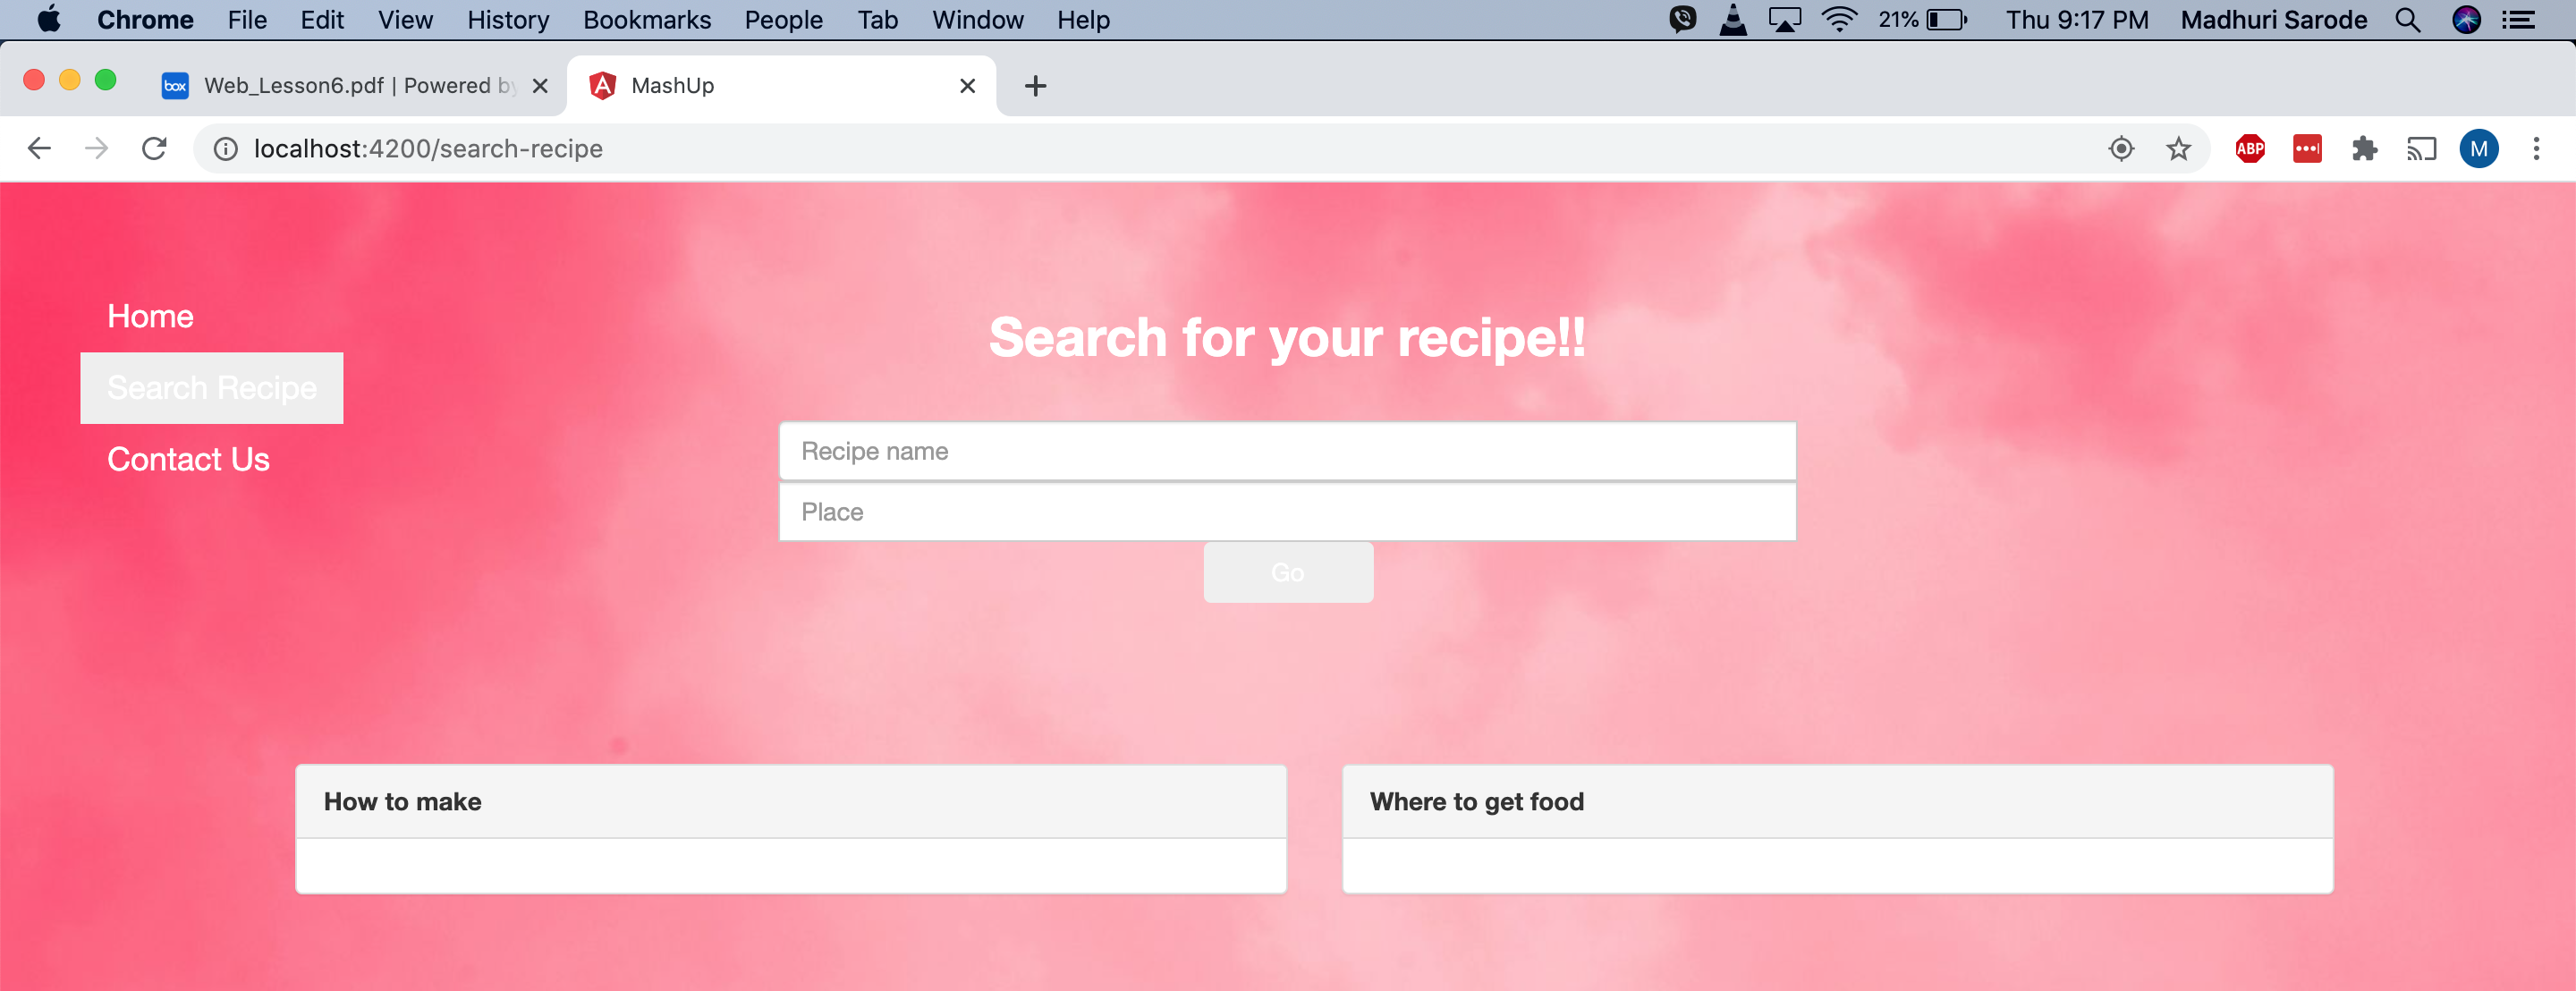 Chrome File Edit View History Bookmarks People Tab Window Help 21% Thu 9:17 PM Madhuri Sarode
box Web_Lesson6.pdf | Powered by MashUp
localhost:4200/search-recipe ABP M
Home
Search for your recipe!!
Search Recipe
Contact Us
Recipe name
Place
Go
How to make
Where to get food